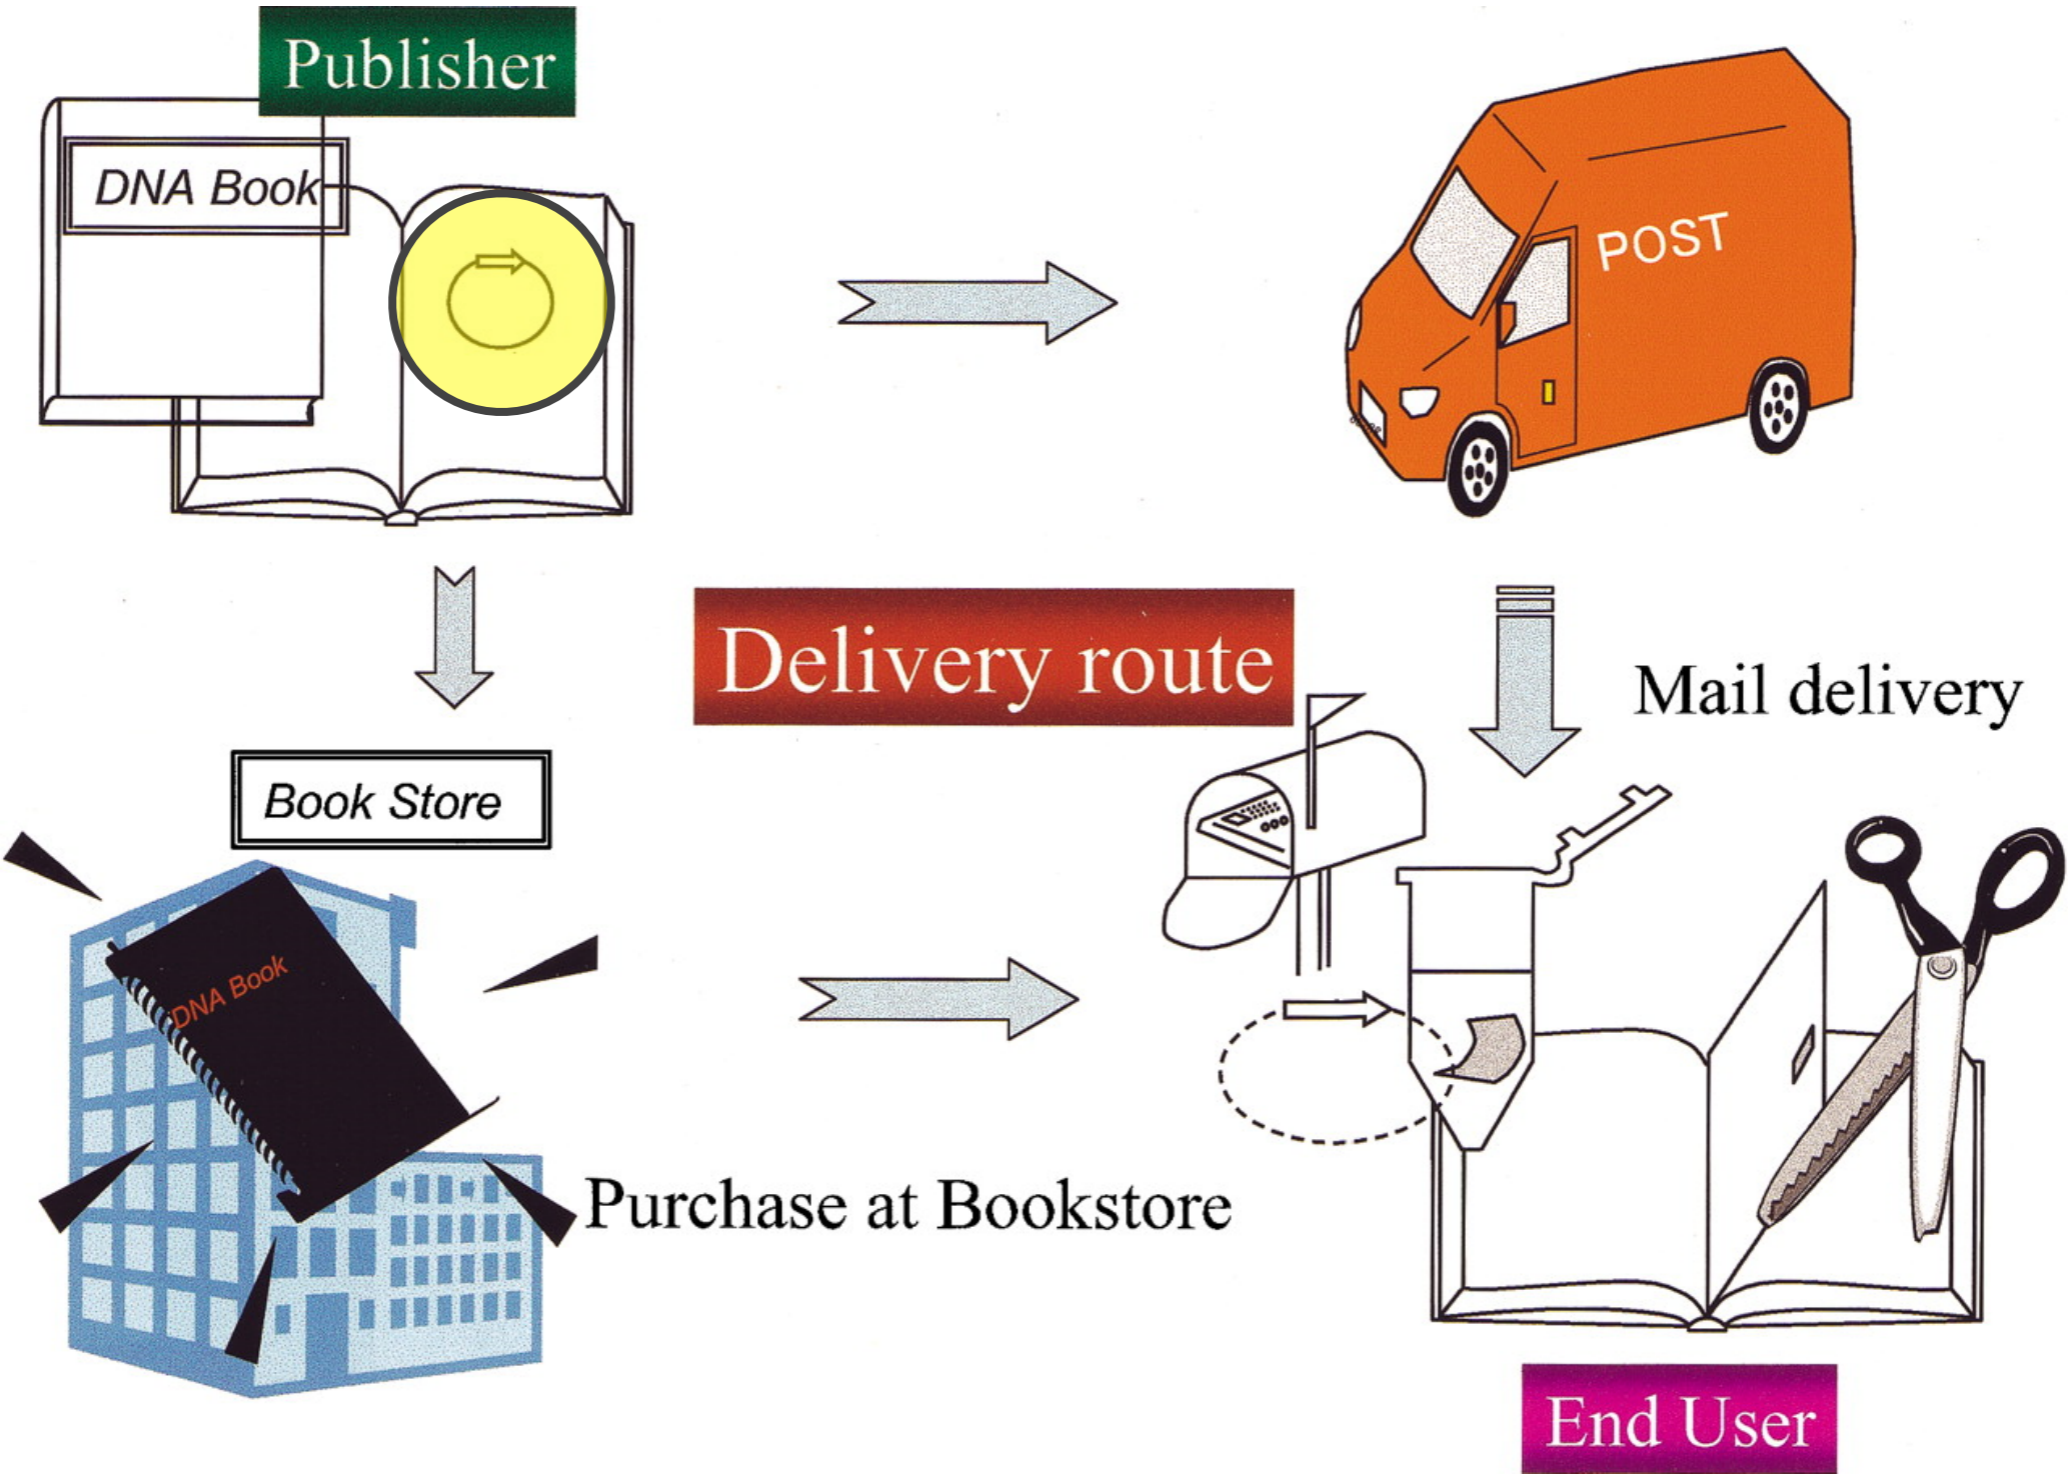 Publisher
DNA Book
POST
Delivery route
Mail delivery
Book Store
DNA Book
Purchase at Bookstore
End User